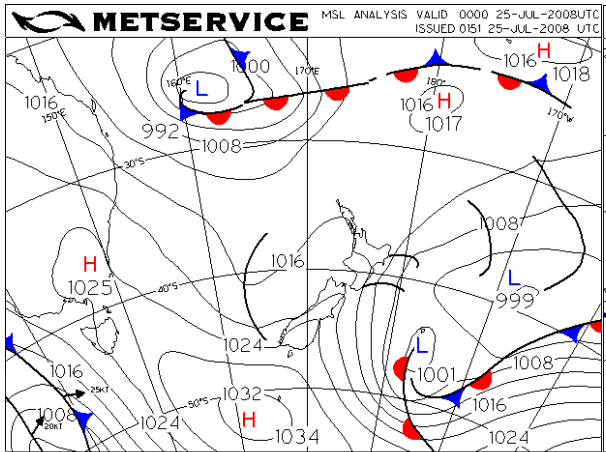 METSERVICE
MSL ANALYSIS VALID 0000 25-JUL-2008UTC
ISSUED 0151 25-JUL-2008 UTC
H
1016
1018
1000
170°E
160°E
L
180°
1016
H
1017
170°W
1016
150°E
992
1008
30°S
1008
H
1025
1016
40°S
L
999
1024
L
1001
1008
1016
25KT
1032
1016
50°S
H
1034
1008
20KT
1024
1024